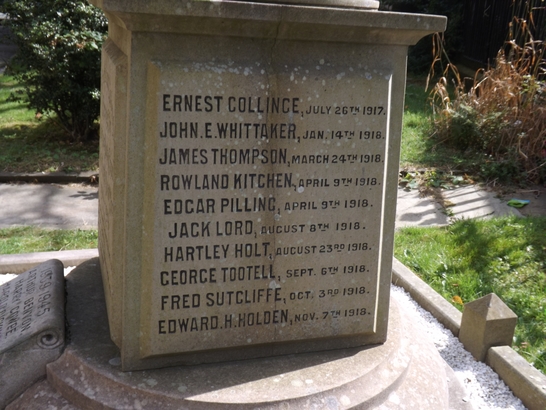 ERNEST COLLINGE, JULY 26TH 1917.
JOHN. E. WHITTAKER, JAN. 14TH 1918.
JAMES THOMPSON, MARCH 24TH 1918.
ROWLAND KITCHEN, APRIL 9TH 1918.
EDGAR PILLING, APRIL 9TH 1918.
JACK LORD, AUGUST 8TH 1918.
HARTLEY HOLT, AUGUST 23RD 1918.
GEORGE TOOTELL, SEPT. 6TH 1918.
FRED SUTCLIFFE, OCT. 3RD 1918.
EDWARD. H. HOLDEN, NOV. 7TH 1918.